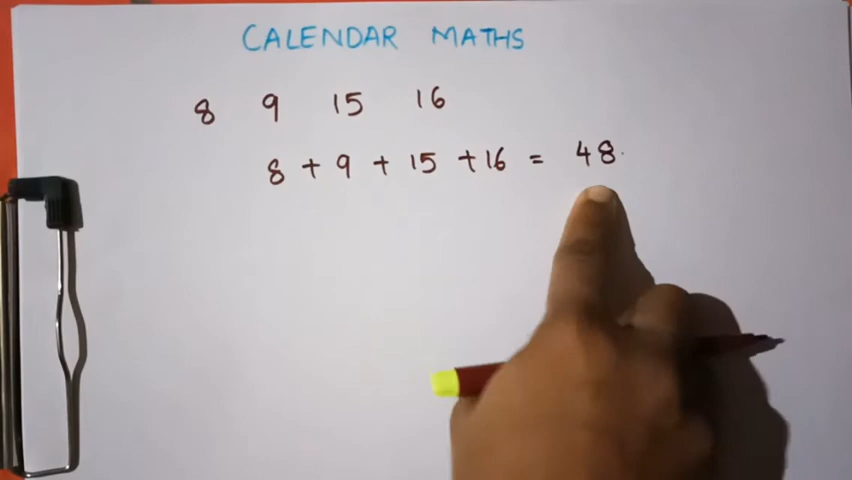 CALENDAR MATHS
8 9 15 16
8 + 9 + 15 + 16 = 48